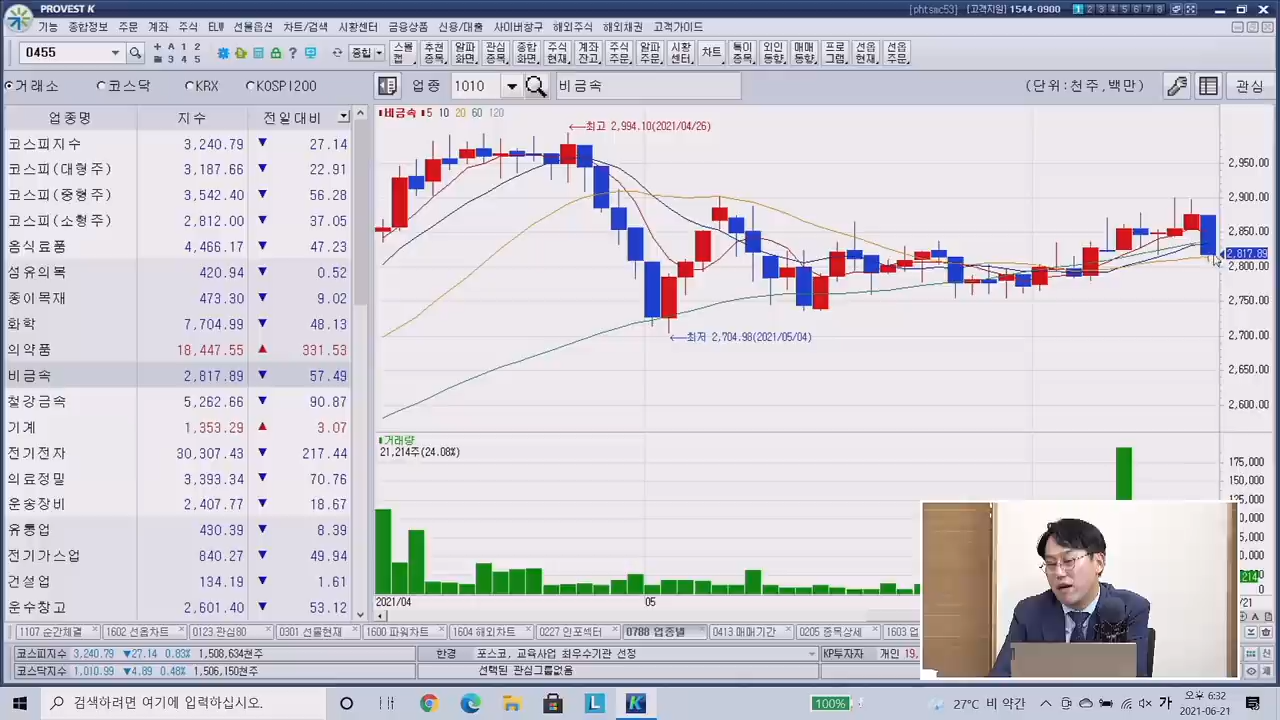 PROVEST K
[phtsac53] [고객지원] 1544-0900 1 2 3 4 5 6 7 8
기능 종합정보 주문 계좌 주식 ELW 선물옵션 차트/검색 시황센터 금융상품 신용/대출 사이버창구 해외주식 해외채권 고객가이드
0455
중힙
차트
거래소 코스닥 KRX KOSPI200
업종 1010 비금속 (단위:천주,백만) 관심
업종명 지수 전일대비
코스피지수 3,240.79 ▼ 27.14
코스피(대형주) 3,187.66 ▼ 22.91
코스피(중형주) 3,542.40 ▼ 56.28
코스피(소형주) 2,812.00 ▼ 37.05
음식료품 4,466.17 ▼ 47.23
섬유의복 420.94 ▼ 0.52
종이목재 473.30 ▼ 9.02
화학 7,704.99 ▼ 48.13
의약품 18,447.55 ▲ 331.53
비금속 2,817.89 ▼ 57.49
철강금속 5,262.66 ▼ 90.87
기계 1,353.29 ▲ 3.07
전기전자 30,307.43 ▼ 217.44
의료정밀 3,393.34 ▼ 70.76
운송장비 2,407.77 ▼ 18.67
유통업 430.39 ▼ 8.39
전기가스업 840.27 ▼ 49.94
건설업 134.19 ▼ 1.61
운수창고 2,601.40 ▼ 53.12
비금속 5 10 20 60 120
←최고 2,994.10(2021/04/26)
←최저 2,704.98(2021/05/04)
2,950.00
2,900.00
2,850.00
2,817.89
2,800.00
2,750.00
2,700.00
2,650.00
2,600.00
거래량
21,214주(24.08%)
175,000
150,000
125,000
2021/04 05
1107 순간체결 1602 선옵차트 0123 관심80 0301 선물현재 1600 파워차트 1604 해외차트 0227 인포섹터 0788 업종별 0413 매매기간 0205 종목상세 1603 업
코스피지수 3,240.79 ▼27.14 0.83% 1,508,634천주 한경 포스코, 교육사업 최우수기관 선정 KP투자자 개인 19,
코스닥지수 1,010.99 ▼4.89 0.48% 1,506,150천주 선택된 관심그룹없음
검색하려면 여기에 입력하십시오.
100%
27°C 비 약간
가
오후 6:32
2021-06-21